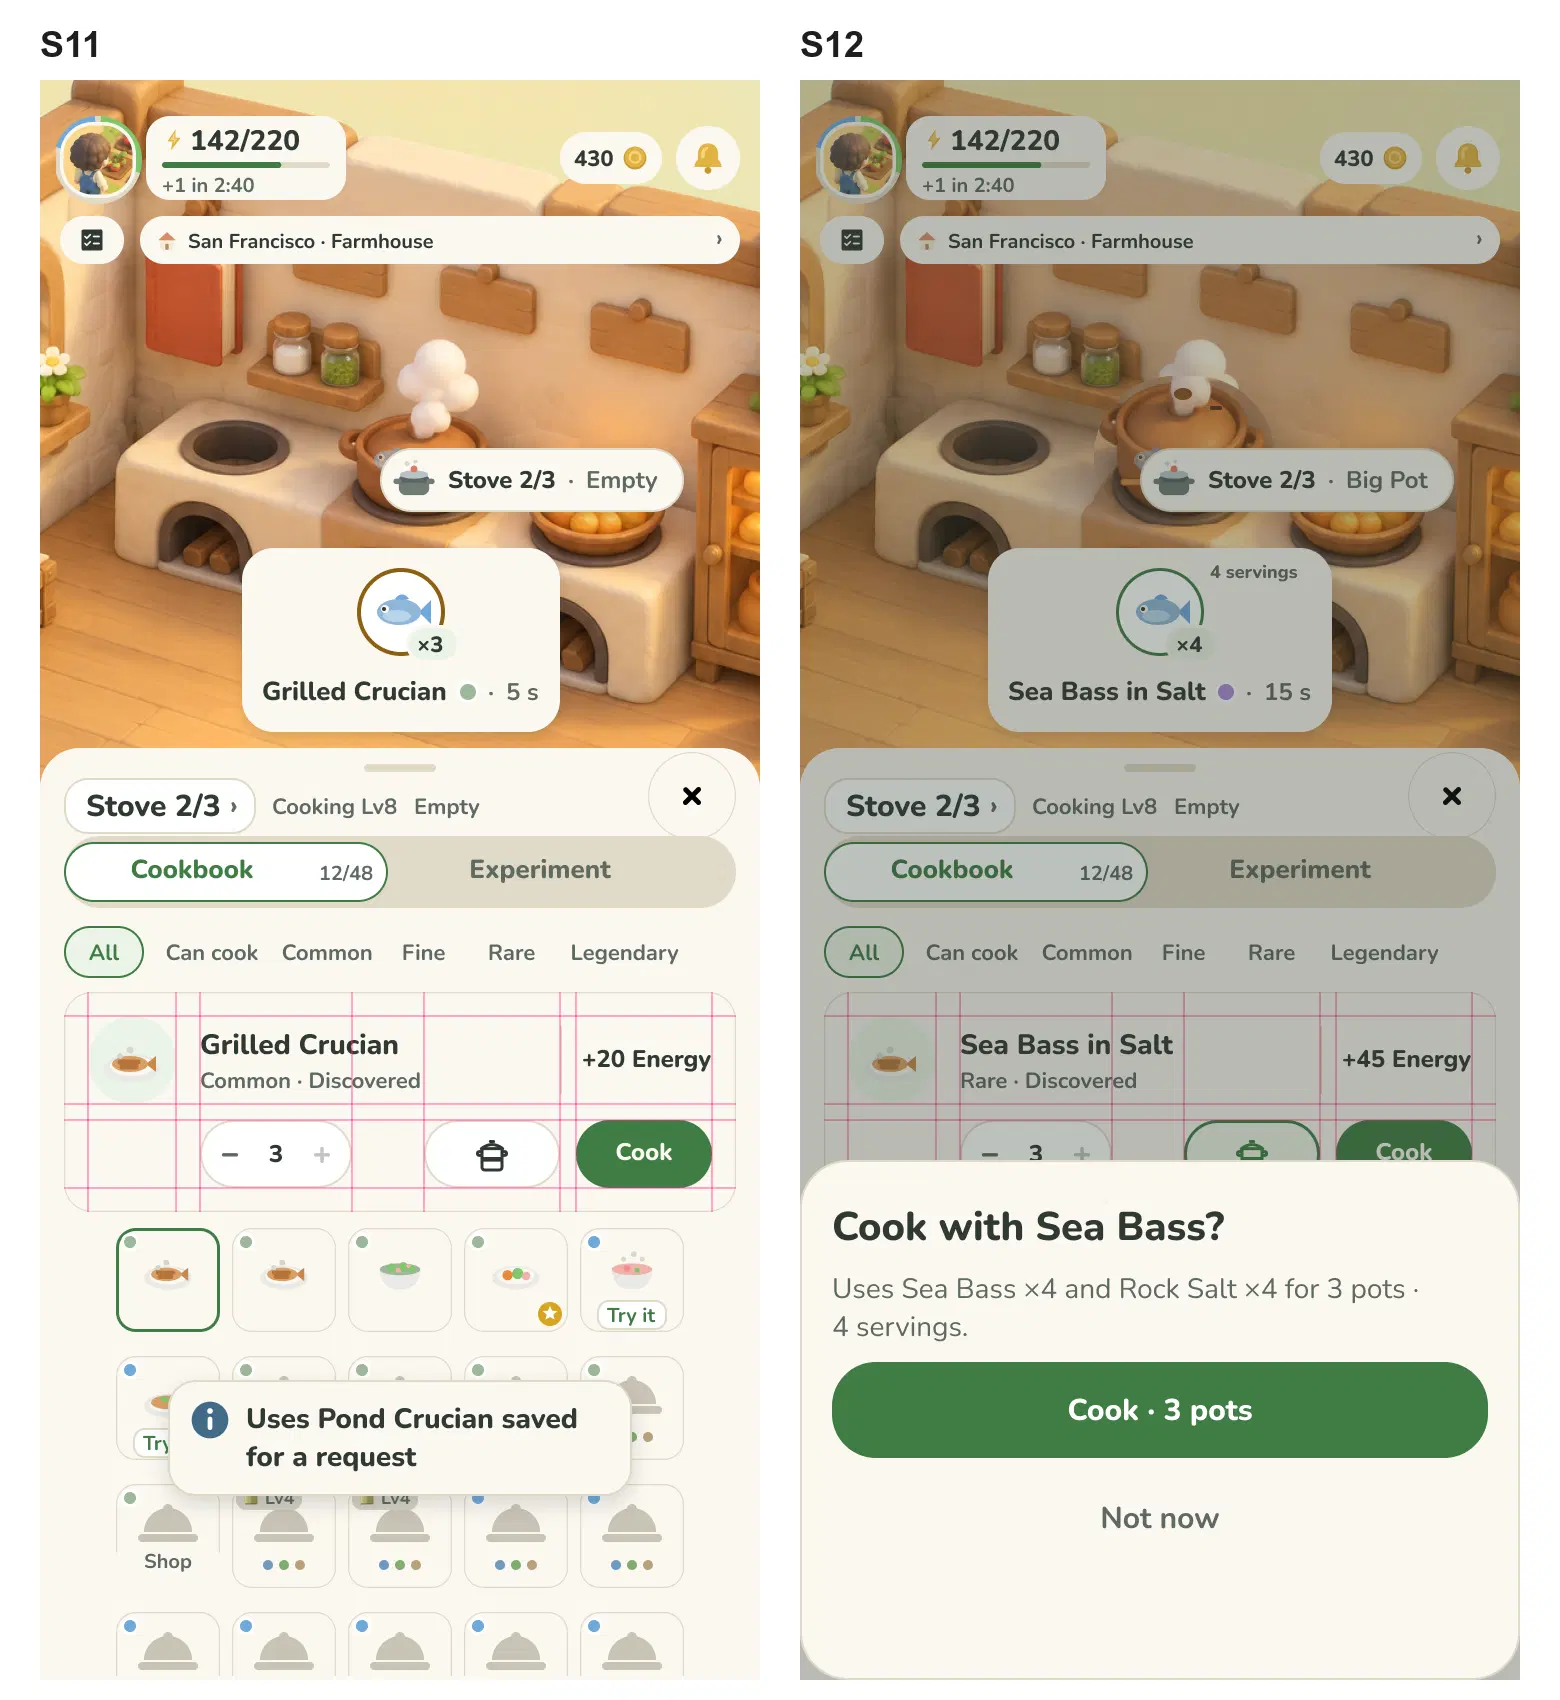 S11
142/220
+1 in 2:40
430
San Francisco · Farmhouse ›
Stove 2/3 · Empty
×3
Grilled Crucian · 5 s
Stove 2/3 › Cooking Lv8 Empty
Cookbook 12/48 Experiment
All Can cook Common Fine Rare Legendary
Grilled Crucian
Common · Discovered
+20 Energy
− 3 + Cook
Try it
Try
Uses Pond Crucian saved
for a request
Lv4 Lv4
Shop
S12
142/220
+1 in 2:40
430
San Francisco · Farmhouse ›
Stove 2/3 · Big Pot
4 servings
×4
Sea Bass in Salt · 15 s
Stove 2/3 › Cooking Lv8 Empty
Cookbook 12/48 Experiment
All Can cook Common Fine Rare Legendary
Sea Bass in Salt
Rare · Discovered
+45 Energy
− 3 + Cook
Cook with Sea Bass?
Uses Sea Bass ×4 and Rock Salt ×4 for 3 pots ·
4 servings.
Cook · 3 pots
Not now